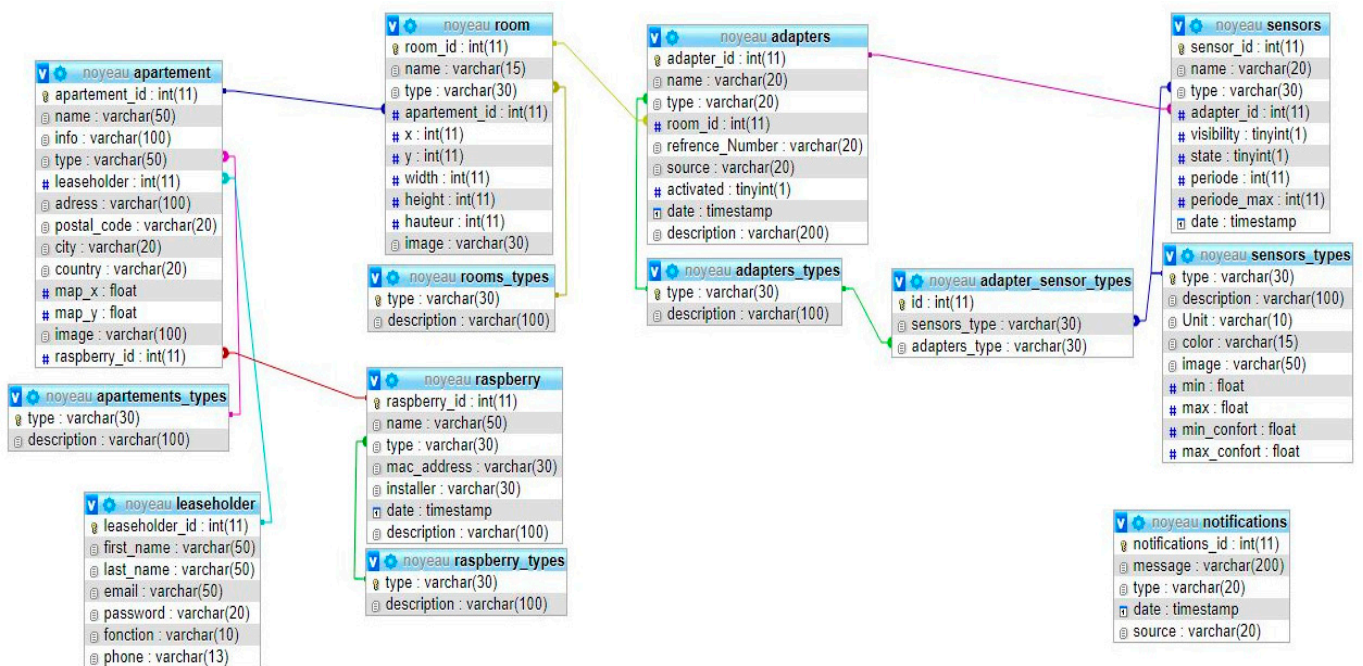 noyeau apartement
apartement_id : int(11)
name : varchar(50)
info : varchar(100)
type : varchar(50)
leaseholder : int(11)
adress : varchar(100)
postal_code : varchar(20)
city : varchar(20)
country : varchar(20)
map_x : float
map_y : float
image : varchar(100)
raspberry_id : int(11)
noyeau apartements_types
type : varchar(30)
description : varchar(100)
noyeau leaseholder
leaseholder_id : int(11)
first_name : varchar(50)
last_name : varchar(50)
email : varchar(50)
password : varchar(20)
fonction : varchar(10)
phone : varchar(13)
noyeau room
room_id : int(11)
name : varchar(15)
type : varchar(30)
apartement_id : int(11)
x : int(11)
y : int(11)
width : int(11)
height : int(11)
hauteur : int(11)
image : varchar(30)
noyeau rooms_types
type : varchar(30)
description : varchar(100)
noyeau raspberry
raspberry_id : int(11)
name : varchar(50)
type : varchar(30)
mac_address : varchar(30)
installer : varchar(30)
date : timestamp
description : varchar(100)
noyeau raspberry_types
type : varchar(30)
description : varchar(100)
noyeau adapters
adapter_id : int(11)
name : varchar(20)
type : varchar(20)
room_id : int(11)
refrence_Number : varchar(20)
source : varchar(20)
activated : tinyint(1)
date : timestamp
description : varchar(200)
noyeau adapters_types
type : varchar(30)
description : varchar(100)
noyeau adapter_sensor_types
id : int(11)
sensors_type : varchar(30)
adapters_type : varchar(30)
noyeau sensors
sensor_id : int(11)
name : varchar(20)
type : varchar(30)
adapter_id : int(11)
visibility : tinyint(1)
state : tinyint(1)
periode : int(11)
periode_max : int(11)
date : timestamp
noyeau sensors_types
type : varchar(30)
description : varchar(100)
Unit : varchar(10)
color : varchar(15)
image : varchar(50)
min : float
max : float
min_confort : float
max_confort : float
noyeau notifications
notifications_id : int(11)
message : varchar(200)
type : varchar(20)
date : timestamp
source : varchar(20)